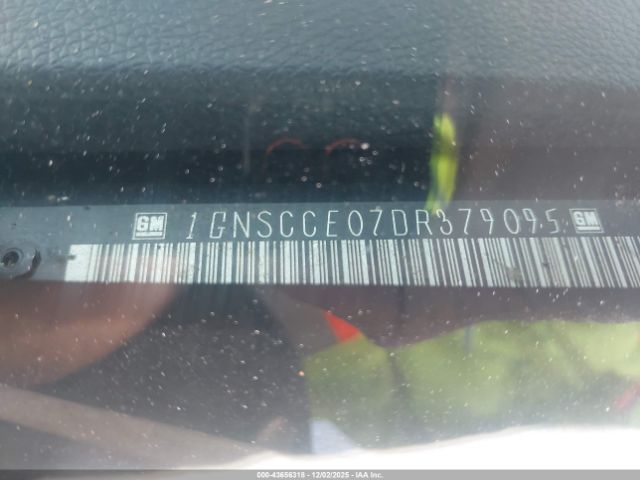 GM 1GNSCCE07DR379095 GM
000-43656318 - 12/02/2025 - IAA Inc.